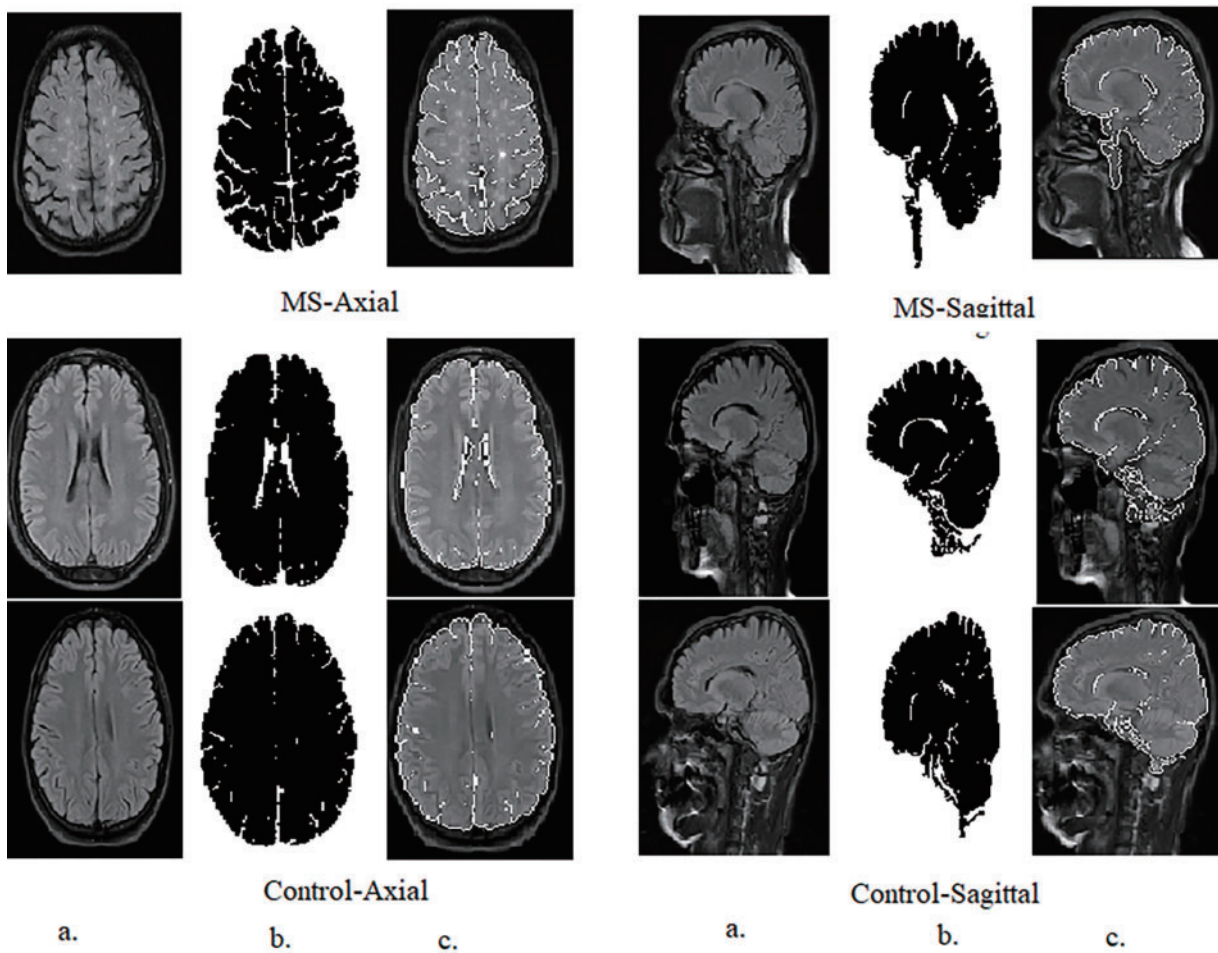 MS-Axial
MS-Sagittal
Control-Axial
Control-Sagittal
a.
b.
c.
a.
b.
c.